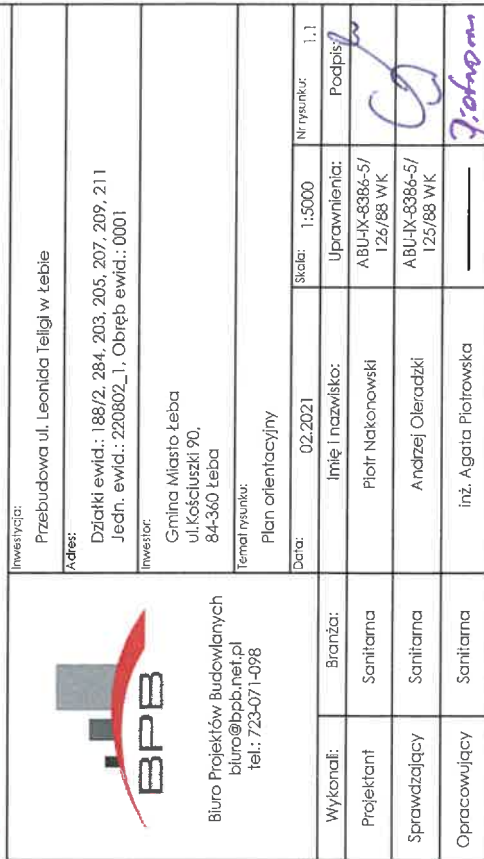 BPB
Biuro Projektów Budowlanych
biuro@bpb.net.pl
tel.: 723-071-098
Inwestycja:
Przebudowa ul. Leonida Teligi w Łebie
Adres:
Działki ewid.: 188/2, 284, 203, 205, 207, 209, 211
Jedn. ewid.: 220802_1, Obręb ewid.: 0001
Inwestor:
Gmina Miasto Łeba
ul.Kościuszki 90,
84-360 Łeba
Temat rysunku:
Plan orientacyjny
Data: 02.2021 Skala: 1:5000 Nr rysunku: 1.1
Wykonali: Branża: Imię i nazwisko: Uprawnienia: Podpis:
Projektant Sanitarna Piotr Nakonowski ABU-IX-8386-5/
126/88 WK
Sprawdzający Sanitarna Andrzej Oleradzki ABU-IX-8386-5/
125/88 WK
Opracowujący Sanitarna inż. Agata Piotrowska